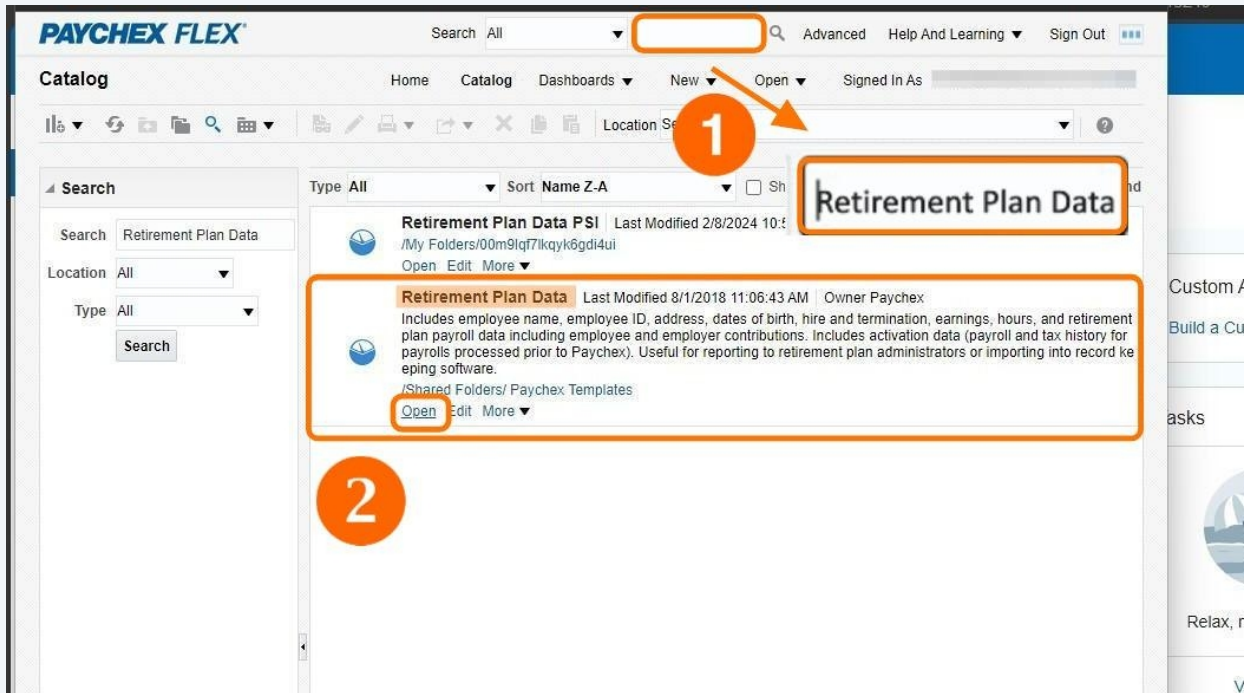 PAYCHEX FLEX®
Search All
Advanced Help And Learning Sign Out
Catalog
Home Catalog Dashboards New Open Signed In As
Location
1
Retirement Plan Data
Search
Type All Sort Name Z-A
Search Retirement Plan Data
Location All
Type All
Search
Retirement Plan Data PSI Last Modified 2/8/2024
/My Folders/00m9lqf7lkqyk6gdi4ui
Open Edit More
Retirement Plan Data Last Modified 8/1/2018 11:06:43 AM Owner Paychex
Includes employee name, employee ID, address, dates of birth, hire and termination, earnings, hours, and retirement
plan payroll data including employee and employer contributions. Includes activation data (payroll and tax history for
payrolls processed prior to Paychex). Useful for reporting to retirement plan administrators or importing into record ke
eping software.
/Shared Folders/ Paychex Templates
Open Edit More
2
Custom
Build a Cu
asks
Relax,